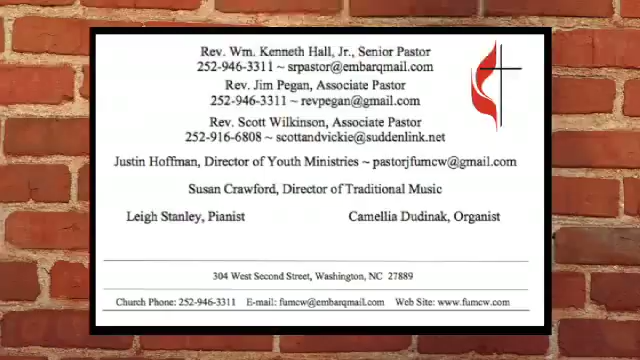 Rev. Wm. Kenneth Hall, Jr., Senior Pastor
252-946-3311 ~ srpastor@embarqmail.com
Rev. Jim Pegan, Associate Pastor
252-946-3311 ~ revpegan@gmail.com
Rev. Scott Wilkinson, Associate Pastor
252-916-6808 ~ scottandvickie@suddenlink.net
Justin Hoffman, Director of Youth Ministries ~ pastorjfumcw@gmail.com
Susan Crawford, Director of Traditional Music
Leigh Stanley, Pianist Camellia Dudinak, Organist
304 West Second Street, Washington, NC 27889
Church Phone: 252-946-3311 E-mail: fumcw@embarqmail.com Web Site: www.fumcw.com